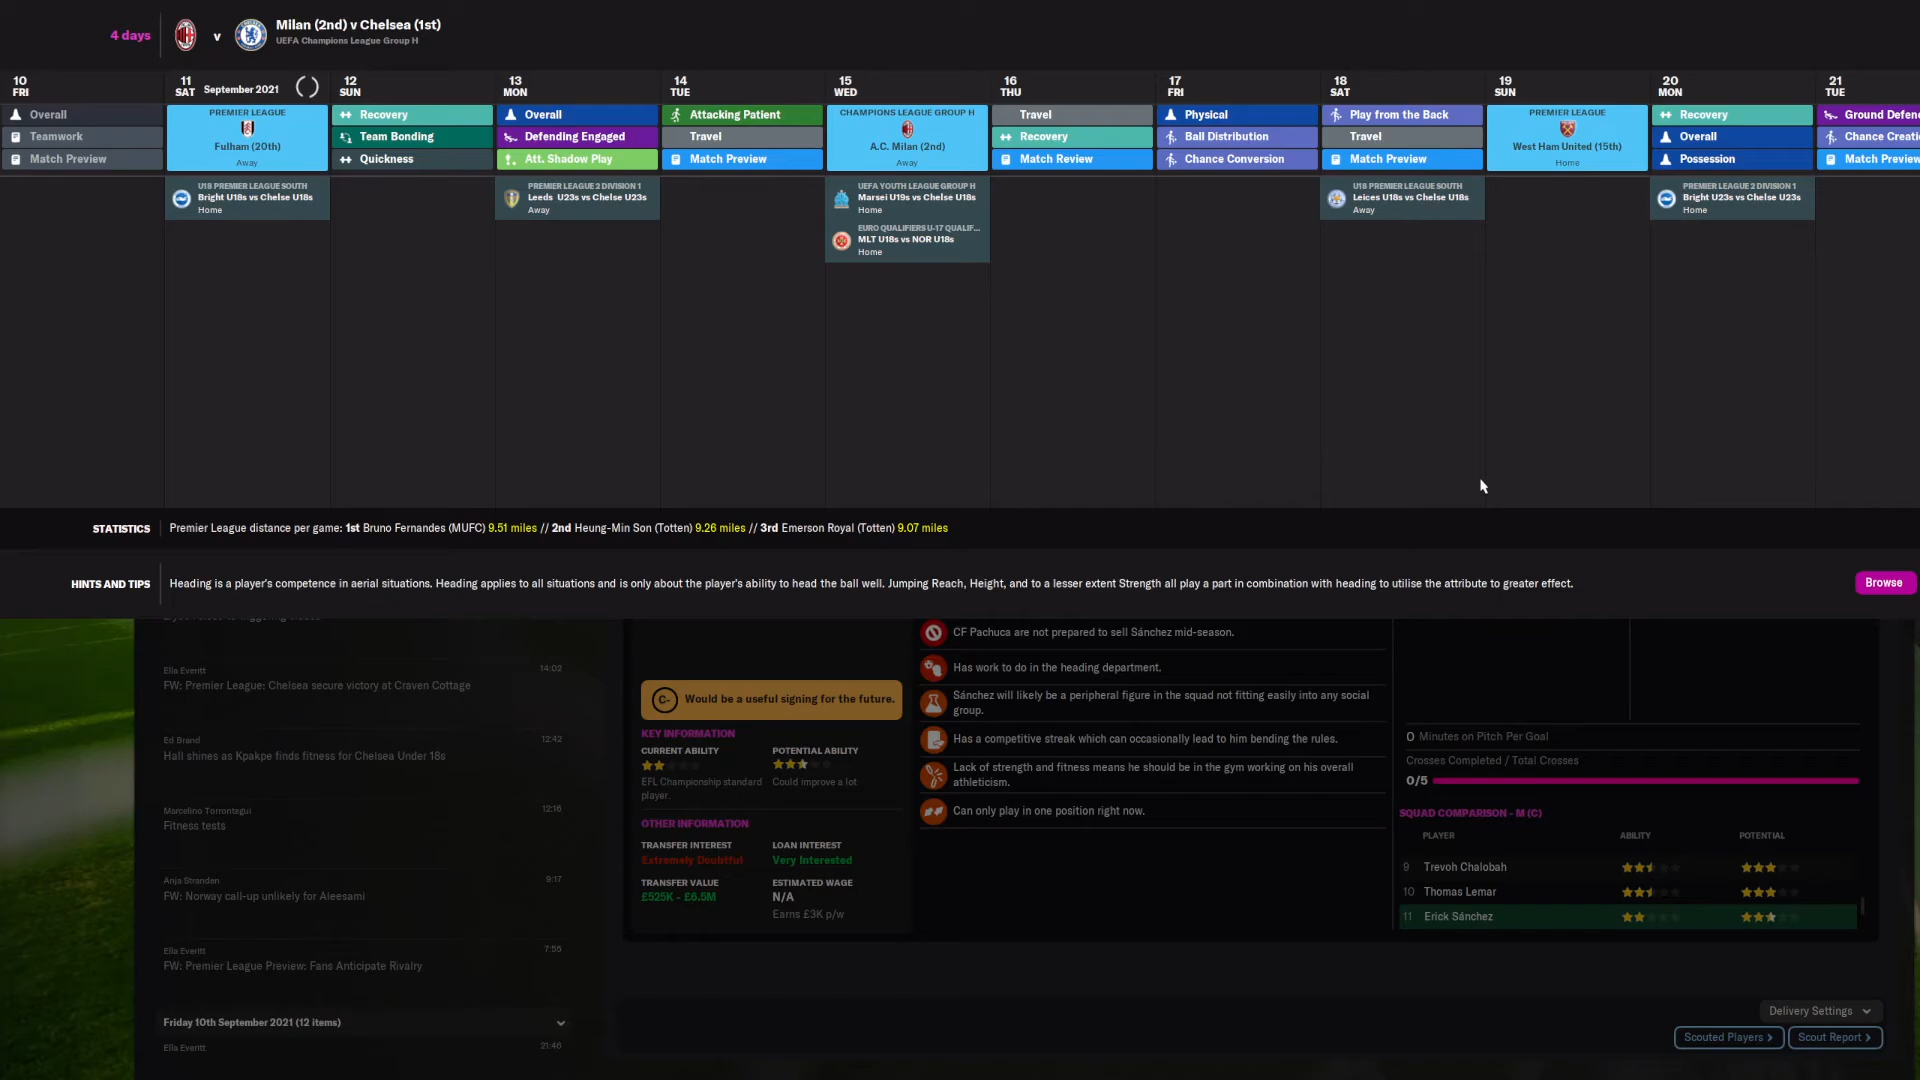 4 days
v
Milan (2nd) v Chelsea (1st)
UEFA Champions League Group H
10
FRI
Overall
Teamwork
Match Preview
11
SAT September 2021
PREMIER LEAGUE
Fulham (20th)
Away
12
SUN
Recovery
Team Bonding
Quickness
13
MON
Overall
Defending Engaged
Att. Shadow Play
14
TUE
Attacking Patient
Travel
Match Preview
15
WED
CHAMPIONS LEAGUE GROUP H
A.C. Milan (2nd)
Away
16
THU
Travel
Recovery
Match Review
17
FRI
Physical
Ball Distribution
Chance Conversion
18
SAT
Play from the Back
Travel
Match Preview
19
SUN
PREMIER LEAGUE
West Ham United (15th)
Home
20
MON
Recovery
Overall
Possession
21
TUE
Ground Defenc
Chance Creatic
Match Preview
U18 PREMIER LEAGUE SOUTH
Bright U18s vs Chelse U18s
Home
PREMIER LEAGUE 2 DIVISION 1
Leeds U23s vs Chelse U23s
Away
UEFA YOUTH LEAGUE GROUP H
Marsei U19s vs Chelse U18s
Home
EURO QUALIFIERS U-17 QUALIF...
MLT U18s vs NOR U18s
Home
U18 PREMIER LEAGUE SOUTH
Leices U18s vs Chelse U18s
Away
PREMIER LEAGUE 2 DIVISION 1
Bright U23s vs Chelse U23s
Home
STATISTICS
Premier League distance per game: 1st Bruno Fernandes (MUFC) 9.51 miles // 2nd Heung-Min Son (Totten) 9.26 miles // 3rd Emerson Royal (Totten) 9.07 miles
HINTS AND TIPS
Heading is a player's competence in aerial situations. Heading applies to all situations and is only about the player's ability to head the ball well. Jumping Reach, Height, and to a lesser extent Strength all play a part in combination with heading to utilise the attribute to greater effect.
Browse
Ella Everitt 14:02
FW: Premier League: Chelsea secure victory at Craven Cottage
Ed Brand 12:42
Hall shines as Kpakpe finds fitness for Chelsea Under 18s
Marcelino Torrontegui 12:16
Fitness tests
Anja Stranden 9:17
FW: Norway call-up unlikely for Aleesami
Ella Everitt 7:56
FW: Premier League Preview: Fans Anticipate Rivalry
Friday 10th September 2021 (12 items)
Ella Everitt 21:46
C- Would be a useful signing for the future.
KEY INFORMATION
CURRENT ABILITY
EFL Championship standard
player.
POTENTIAL ABILITY
Could improve a lot
OTHER INFORMATION
TRANSFER INTEREST
Extremely Doubtful
LOAN INTEREST
Very Interested
TRANSFER VALUE
£525K - £6.5M
ESTIMATED WAGE
N/A
Earns £3K p/w
CF Pachuca are not prepared to sell Sánchez mid-season.
Has work to do in the heading department.
Sánchez will likely be a peripheral figure in the squad not fitting easily into any social
group.
Has a competitive streak which can occasionally lead to him bending the rules.
Lack of strength and fitness means he should be in the gym working on his overall
athleticism.
Can only play in one position right now.
0 Minutes on Pitch Per Goal
Crosses Completed / Total Crosses
0/5
SQUAD COMPARISON - M (C)
PLAYER ABILITY POTENTIAL
9 Trevoh Chalobah
10 Thomas Lemar
11 Erick Sánchez
Delivery Settings
Scouted Players >
Scout Report >